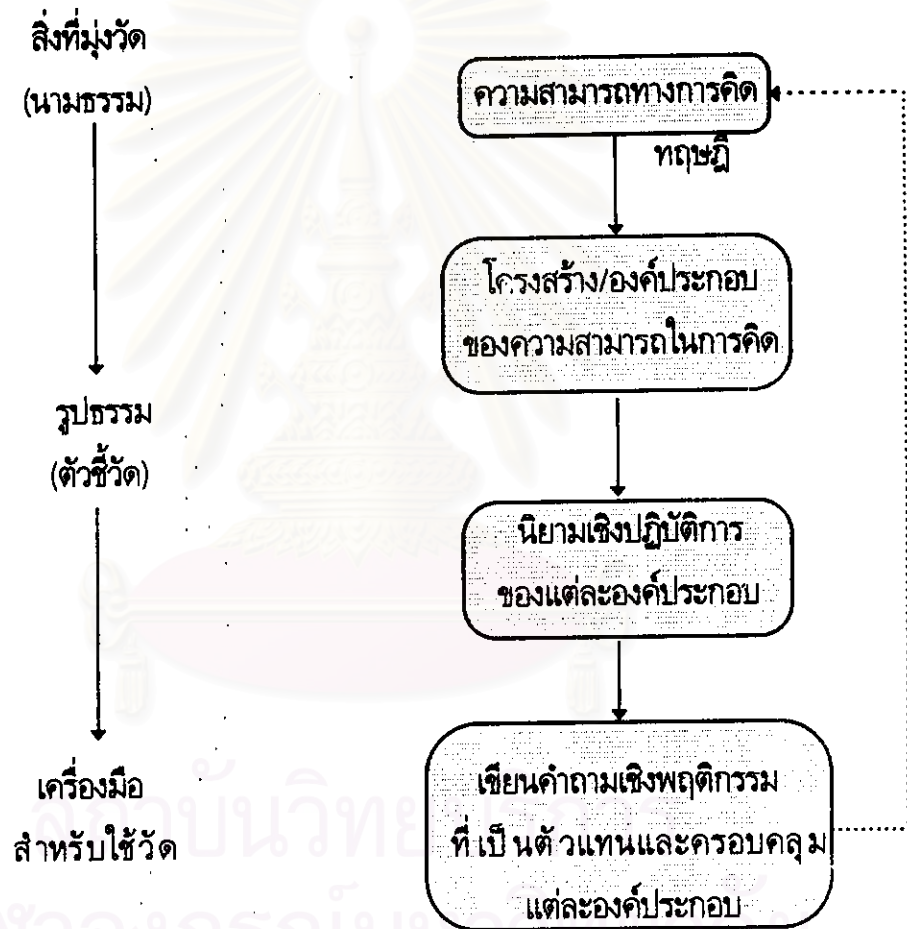 สิ่งที่มุ่งวัด
(นามธรรม)
ความสามารถทางการคิด
ทฤษฎี
โครงสร้าง/องค์ประกอบ
ของความสามารถในการคิด
รูปธรรม
(ตัวชี้วัด)
นิยามเชิงปฏิบัติการ
ของแต่ละองค์ประกอบ
เครื่องมือ
สำหรับใช้วัด
เขียนคำถามเชิงพฤติกรรม
ที่เป็นตัวแทนและครอบคลุม
แต่ละองค์ประกอบ